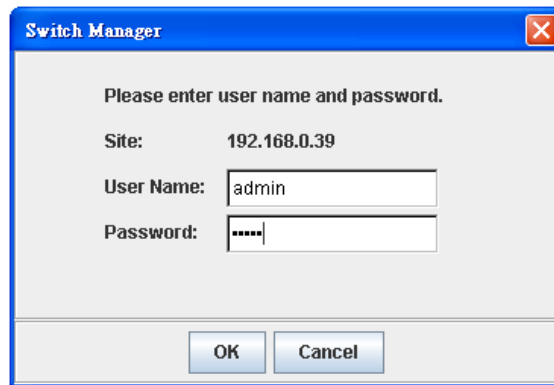 Switch Manager
Please enter user name and password.
Site: 192.168.0.39
User Name: admin
Password: •••••
OK Cancel